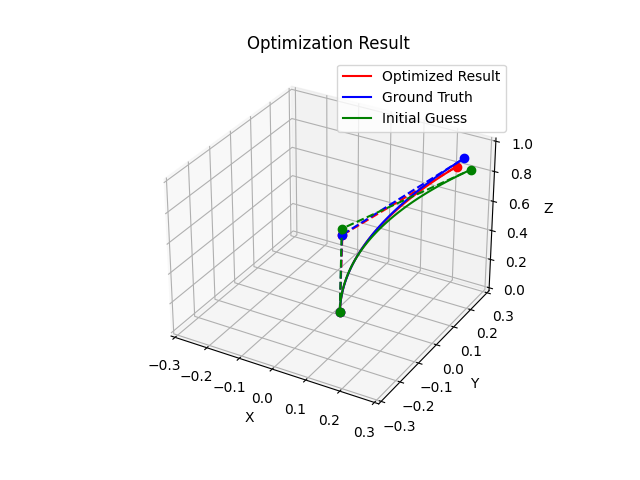 Optimization Result
Optimized Result
Ground Truth
Initial Guess
1.0
0.8
0.6
0.4
0.2
0.0
Z
−0.3
−0.2
−0.1
0.0
0.1
0.2
0.3
X
−0.3
−0.2
−0.1
0.0
0.1
0.2
0.3
Y